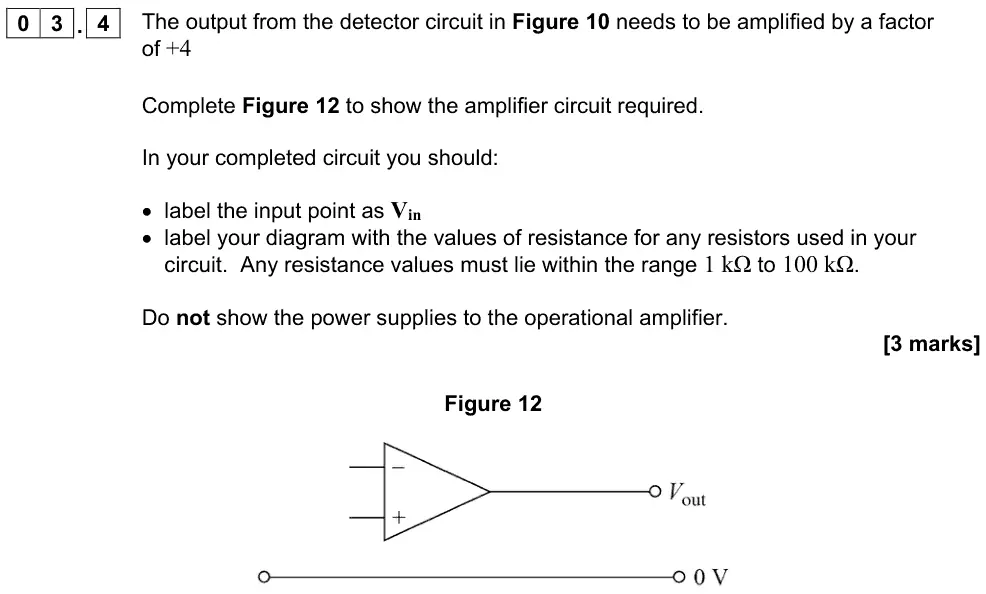 0 3 . 4 The output from the detector circuit in Figure 10 needs to be amplified by a factor
of +4
Complete Figure 12 to show the amplifier circuit required.
In your completed circuit you should:
• label the input point as Vin
• label your diagram with the values of resistance for any resistors used in your
circuit. Any resistance values must lie within the range 1 kΩ to 100 kΩ.
Do not show the power supplies to the operational amplifier.
[3 marks]
Figure 12
−
+
Vout
0 V